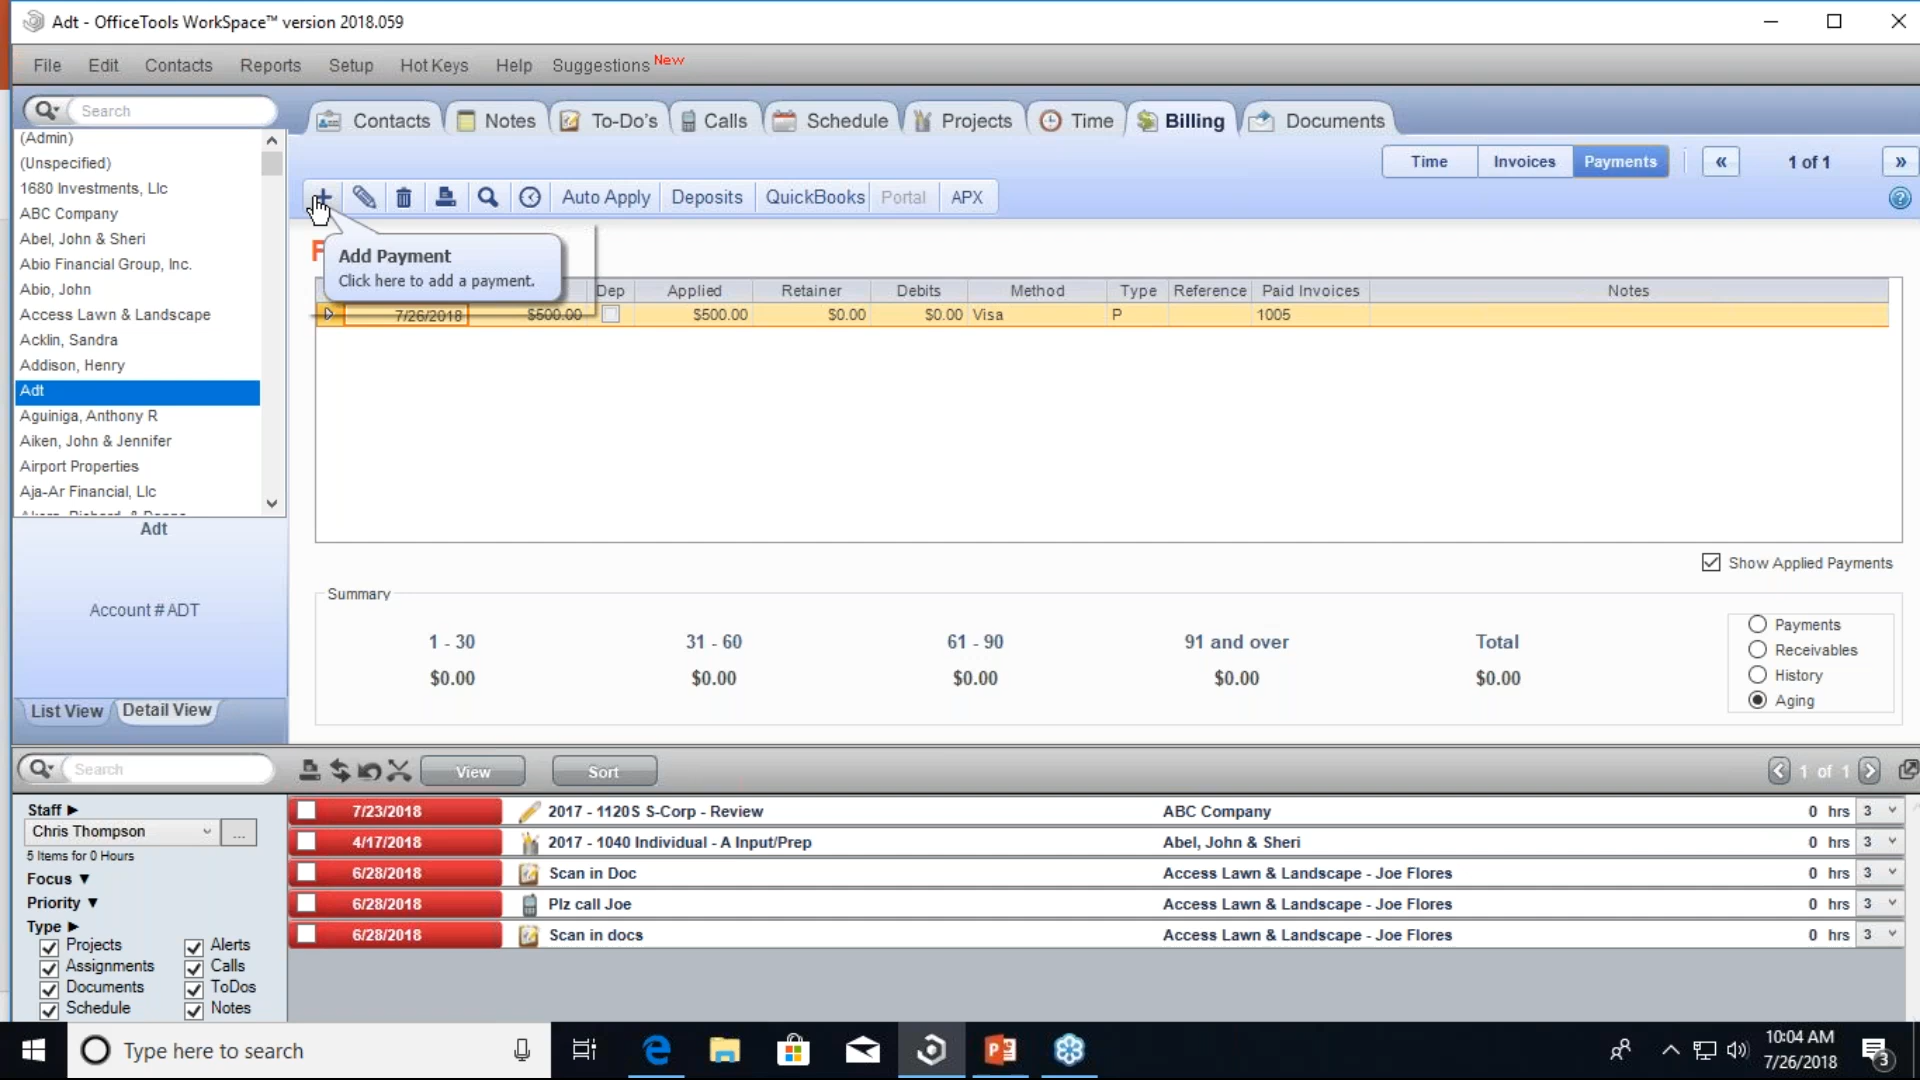 Adt - OfficeTools WorkSpace™ version 2018.059
File Edit Contacts Reports Setup Hot Keys Help Suggestions New
Search
Contacts Notes To-Do's Calls Schedule Projects Time Billing Documents
Time Invoices Payments « 1 of 1 »
Auto Apply Deposits QuickBooks Portal APX
(Admin)
(Unspecified)
1680 Investments, Llc
ABC Company
Abel, John & Sheri
Abio Financial Group, Inc.
Abio, John
Access Lawn & Landscape
Acklin, Sandra
Addison, Henry
Adt
Aguiniga, Anthony R
Aiken, John & Jennifer
Airport Properties
Aja-Ar Financial, Llc
Adt
Account # ADT
List View Detail View
Add Payment
Click here to add a payment.
Dep Applied Retainer Debits Method Type Reference Paid Invoices Notes
7/26/2018 $500.00 $500.00 $0.00 $0.00 Visa P 1005
Show Applied Payments
Summary
1 - 30 31 - 60 61 - 90 91 and over Total
$0.00 $0.00 $0.00 $0.00 $0.00
Payments
Receivables
History
Aging
Search View Sort 1 of 1
Staff ▶
Chris Thompson ...
5 Items for 0 Hours
Focus ▼
Priority ▼
Type ▶
Projects Alerts
Assignments Calls
Documents ToDos
Schedule Notes
7/23/2018 2017 - 1120S S-Corp - Review ABC Company 0 hrs 3
4/17/2018 2017 - 1040 Individual - A Input/Prep Abel, John & Sheri 0 hrs 3
6/28/2018 Scan in Doc Access Lawn & Landscape - Joe Flores 0 hrs 3
6/28/2018 Plz call Joe Access Lawn & Landscape - Joe Flores 0 hrs 3
6/28/2018 Scan in docs Access Lawn & Landscape - Joe Flores 0 hrs 3
Type here to search
10:04 AM
7/26/2018
3